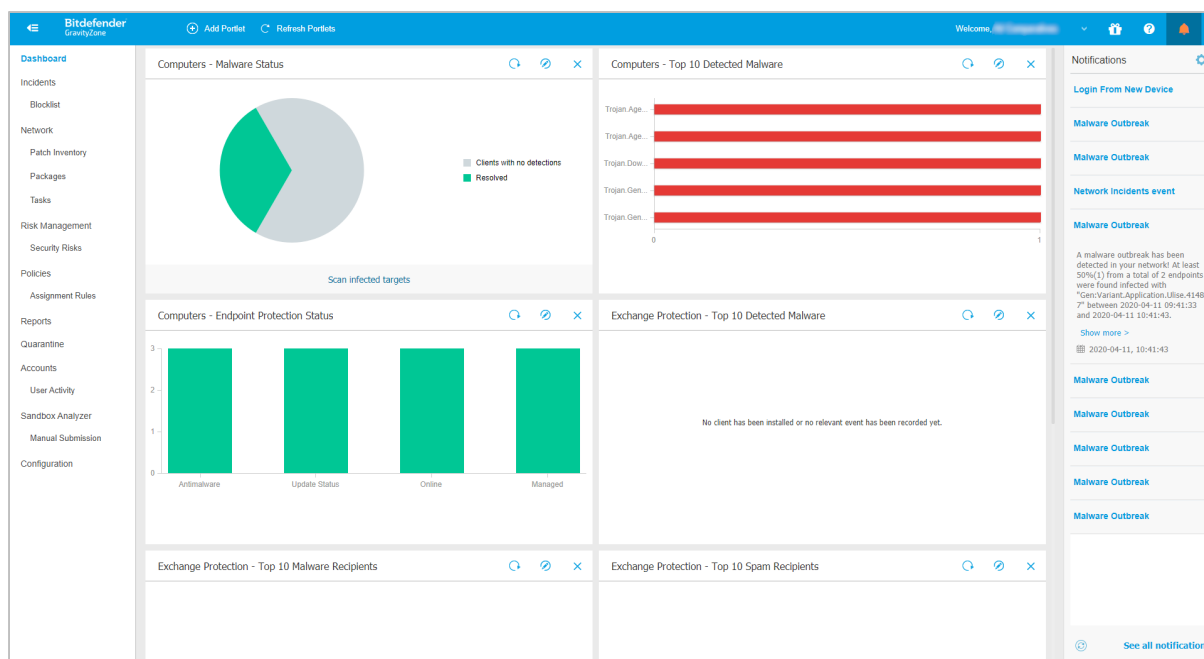 Bitdefender
GravityZone
Add Portlet
Refresh Portlets
Welcome,
Dashboard
Incidents
Blocklist
Network
Patch Inventory
Packages
Tasks
Risk Management
Security Risks
Policies
Assignment Rules
Reports
Quarantine
Accounts
User Activity
Sandbox Analyzer
Manual Submission
Configuration
Computers - Malware Status
Clients with no detections
Resolved
Scan infected targets
Computers - Top 10 Detected Malware
Trojan.Age...
Trojan.Age...
Trojan.Dow...
Trojan.Gen...
Trojan.Gen...
0
1
Computers - Endpoint Protection Status
3
2
1
0
Antimalware
Update Status
Online
Managed
Exchange Protection - Top 10 Detected Malware
No client has been installed or no relevant event has been recorded yet.
Exchange Protection - Top 10 Malware Recipients
Exchange Protection - Top 10 Spam Recipients
Notifications
Login From New Device
Malware Outbreak
Malware Outbreak
Network Incidents event
Malware Outbreak
A malware outbreak has been
detected in your network! At least
50%(1) from a total of 2 endpoints
were found infected with
"Gen:Variant.Application.Ulise.4148
7" between 2020-04-11 09:41:33
and 2020-04-11 10:41:43.
Show more >
2020-04-11, 10:41:43
Malware Outbreak
Malware Outbreak
Malware Outbreak
Malware Outbreak
Malware Outbreak
See all notification